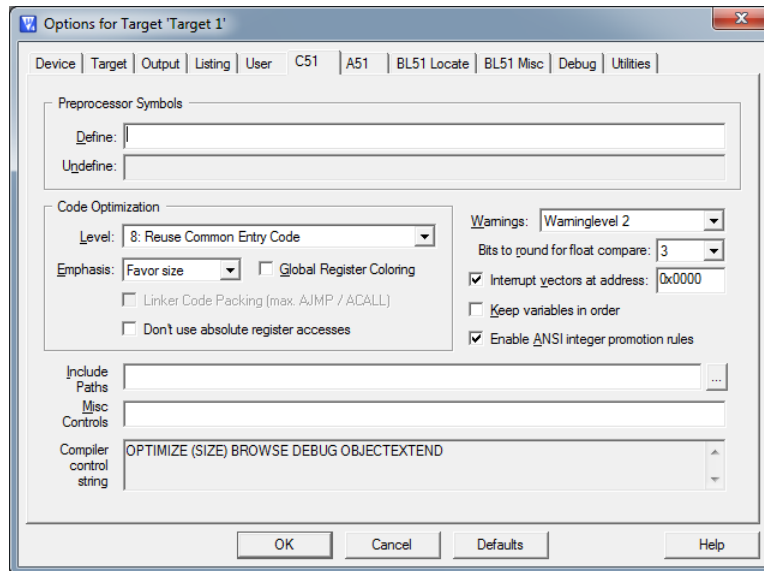 Options for Target 'Target 1'
Device Target Output Listing User C51 A51 BL51 Locate BL51 Misc Debug Utilities
Preprocessor Symbols
Define:
Undefine:
Code Optimization
Level: 8: Reuse Common Entry Code
Emphasis: Favor size Global Register Coloring
Linker Code Packing (max. AJMP / ACALL)
Don't use absolute register accesses
Warnings: Warninglevel 2
Bits to round for float compare: 3
Interrupt vectors at address: 0x0000
Keep variables in order
Enable ANSI integer promotion rules
Include
Paths
...
Misc
Controls
Compiler
control
string
OPTIMIZE (SIZE) BROWSE DEBUG OBJECTEXTEND
OK Cancel Defaults Help